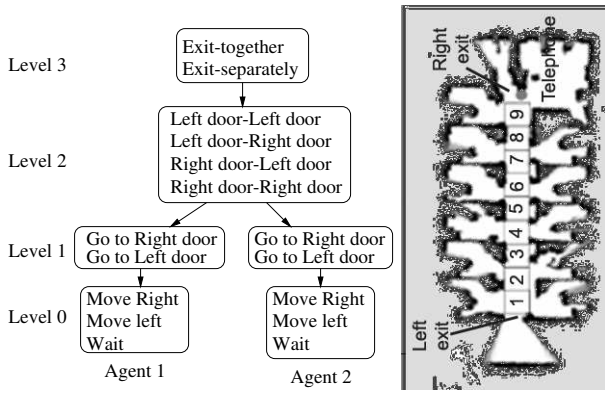 Level 3
Exit-together
Exit-separately
Level 2
Left door-Left door
Left door-Right door
Right door-Left door
Right door-Right door
Level 1
Go to Right door
Go to Left door
Go to Right door
Go to Left door
Level 0
Move Right
Move left
Wait
Move Right
Move left
Wait
Agent 1
Agent 2
Right
exit
Telephone
9
8
7
6
5
4
3
2
1
Left
exit